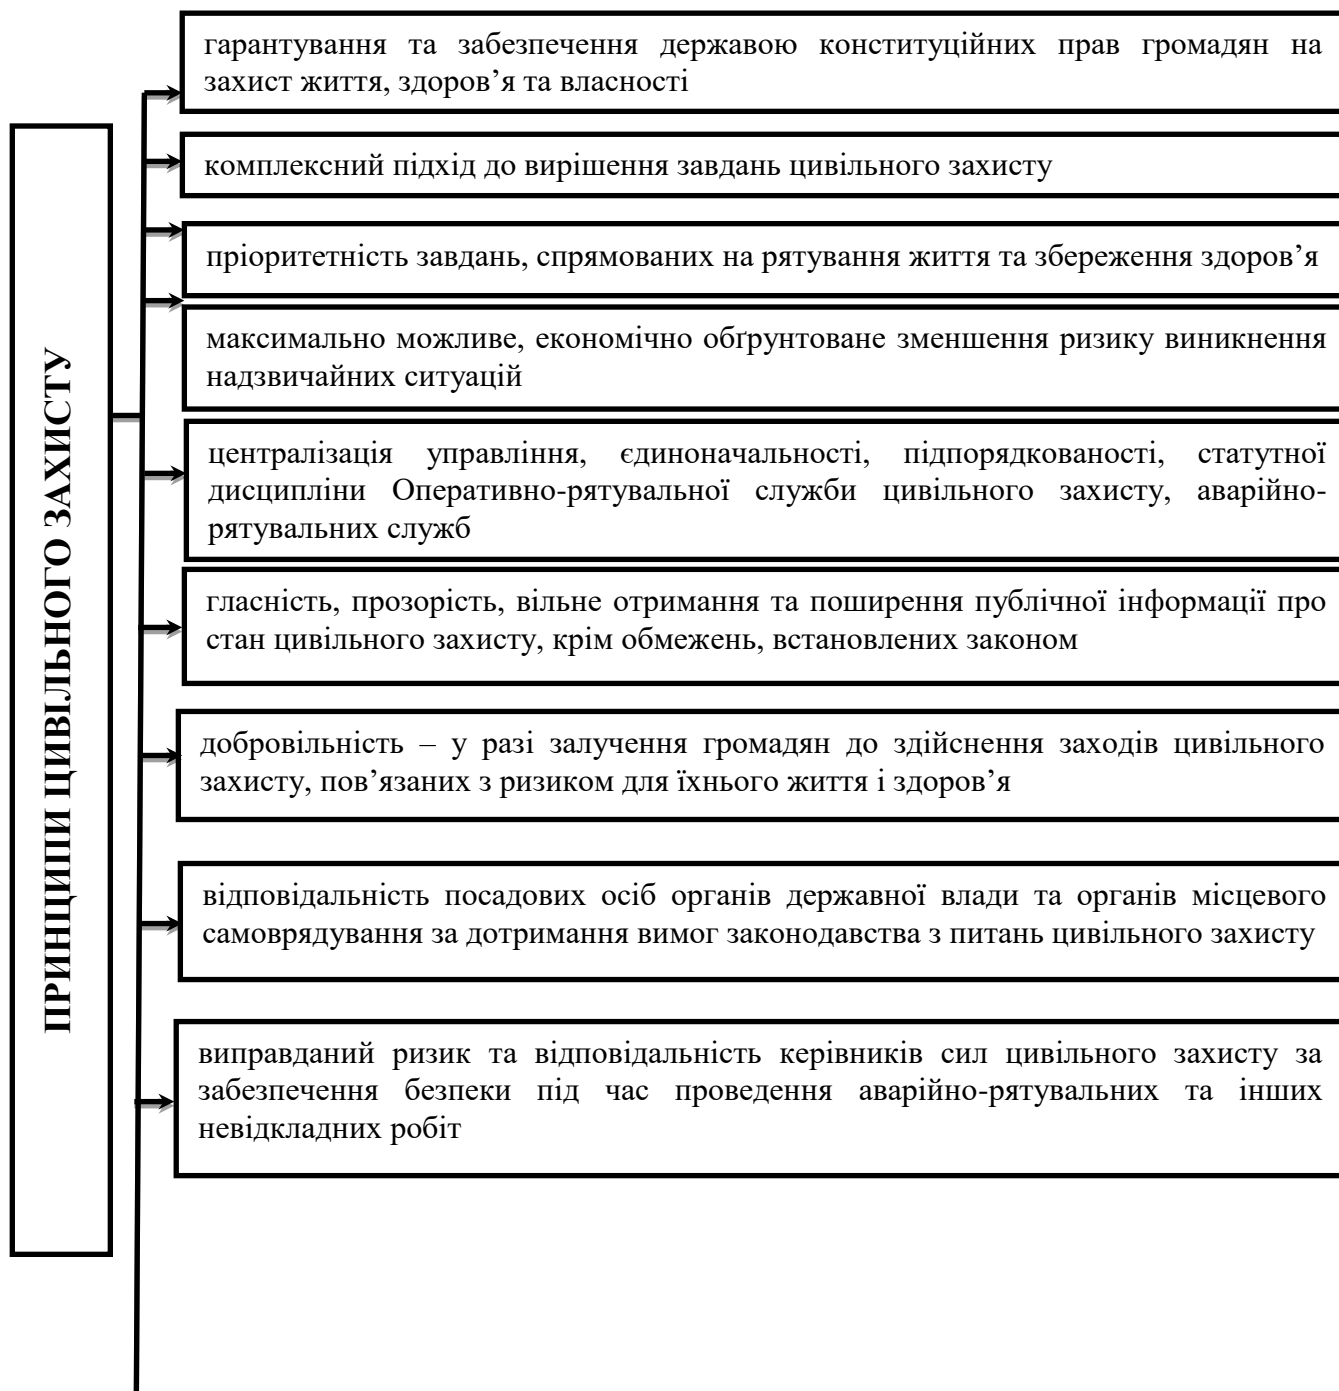 ПРИНЦИПИ ЦИВІЛЬНОГО ЗАХИСТУ
гарантування та забезпечення державою конституційних прав громадян на
захист життя, здоров’я та власності
комплексний підхід до вирішення завдань цивільного захисту
пріоритетність завдань, спрямованих на рятування життя та збереження здоров’я
максимально можливе, економічно обґрунтоване зменшення ризику виникнення
надзвичайних ситуацій
централізація управління, єдиноначальності, підпорядкованості, статутної
дисципліни Оперативно-рятувальної служби цивільного захисту, аварійно-
рятувальних служб
гласність, прозорість, вільне отримання та поширення публічної інформації про
стан цивільного захисту, крім обмежень, встановлених законом
добровільність – у разі залучення громадян до здійснення заходів цивільного
захисту, пов’язаних з ризиком для їхнього життя і здоров’я
відповідальність посадових осіб органів державної влади та органів місцевого
самоврядування за дотримання вимог законодавства з питань цивільного захисту
виправданий ризик та відповідальність керівників сил цивільного захисту за
забезпечення безпеки під час проведення аварійно-рятувальних та інших
невідкладних робіт